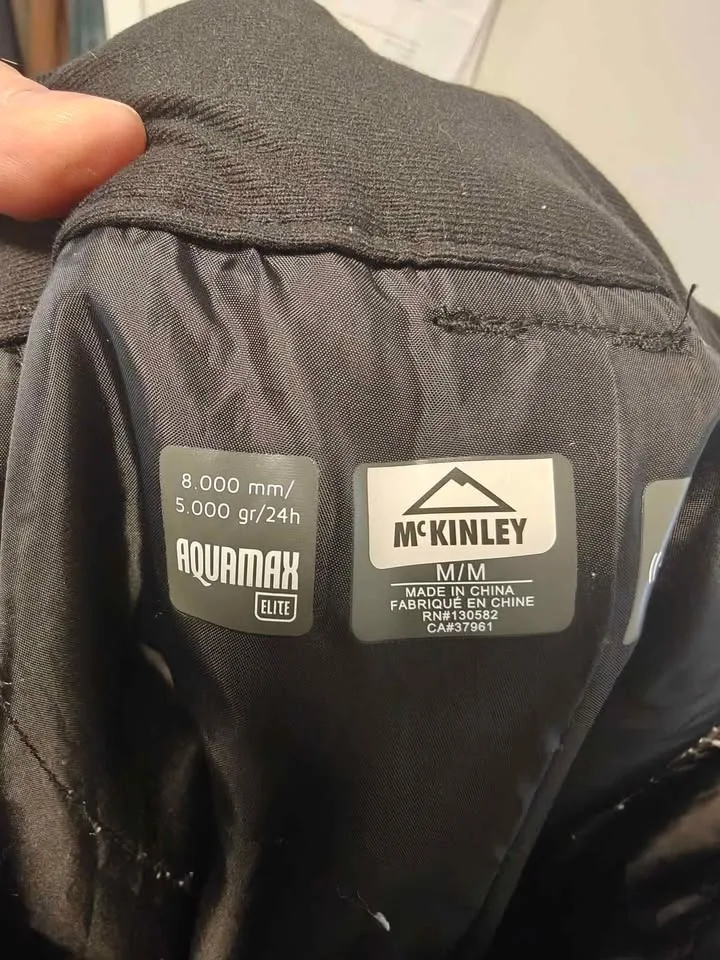 8.000 mm/
5.000 gr/24h
AQUAMAX
ELITE
McKINLEY
M/M
MADE IN CHINA
FABRIQUÉ EN CHINE
RN#130582
CA#37961